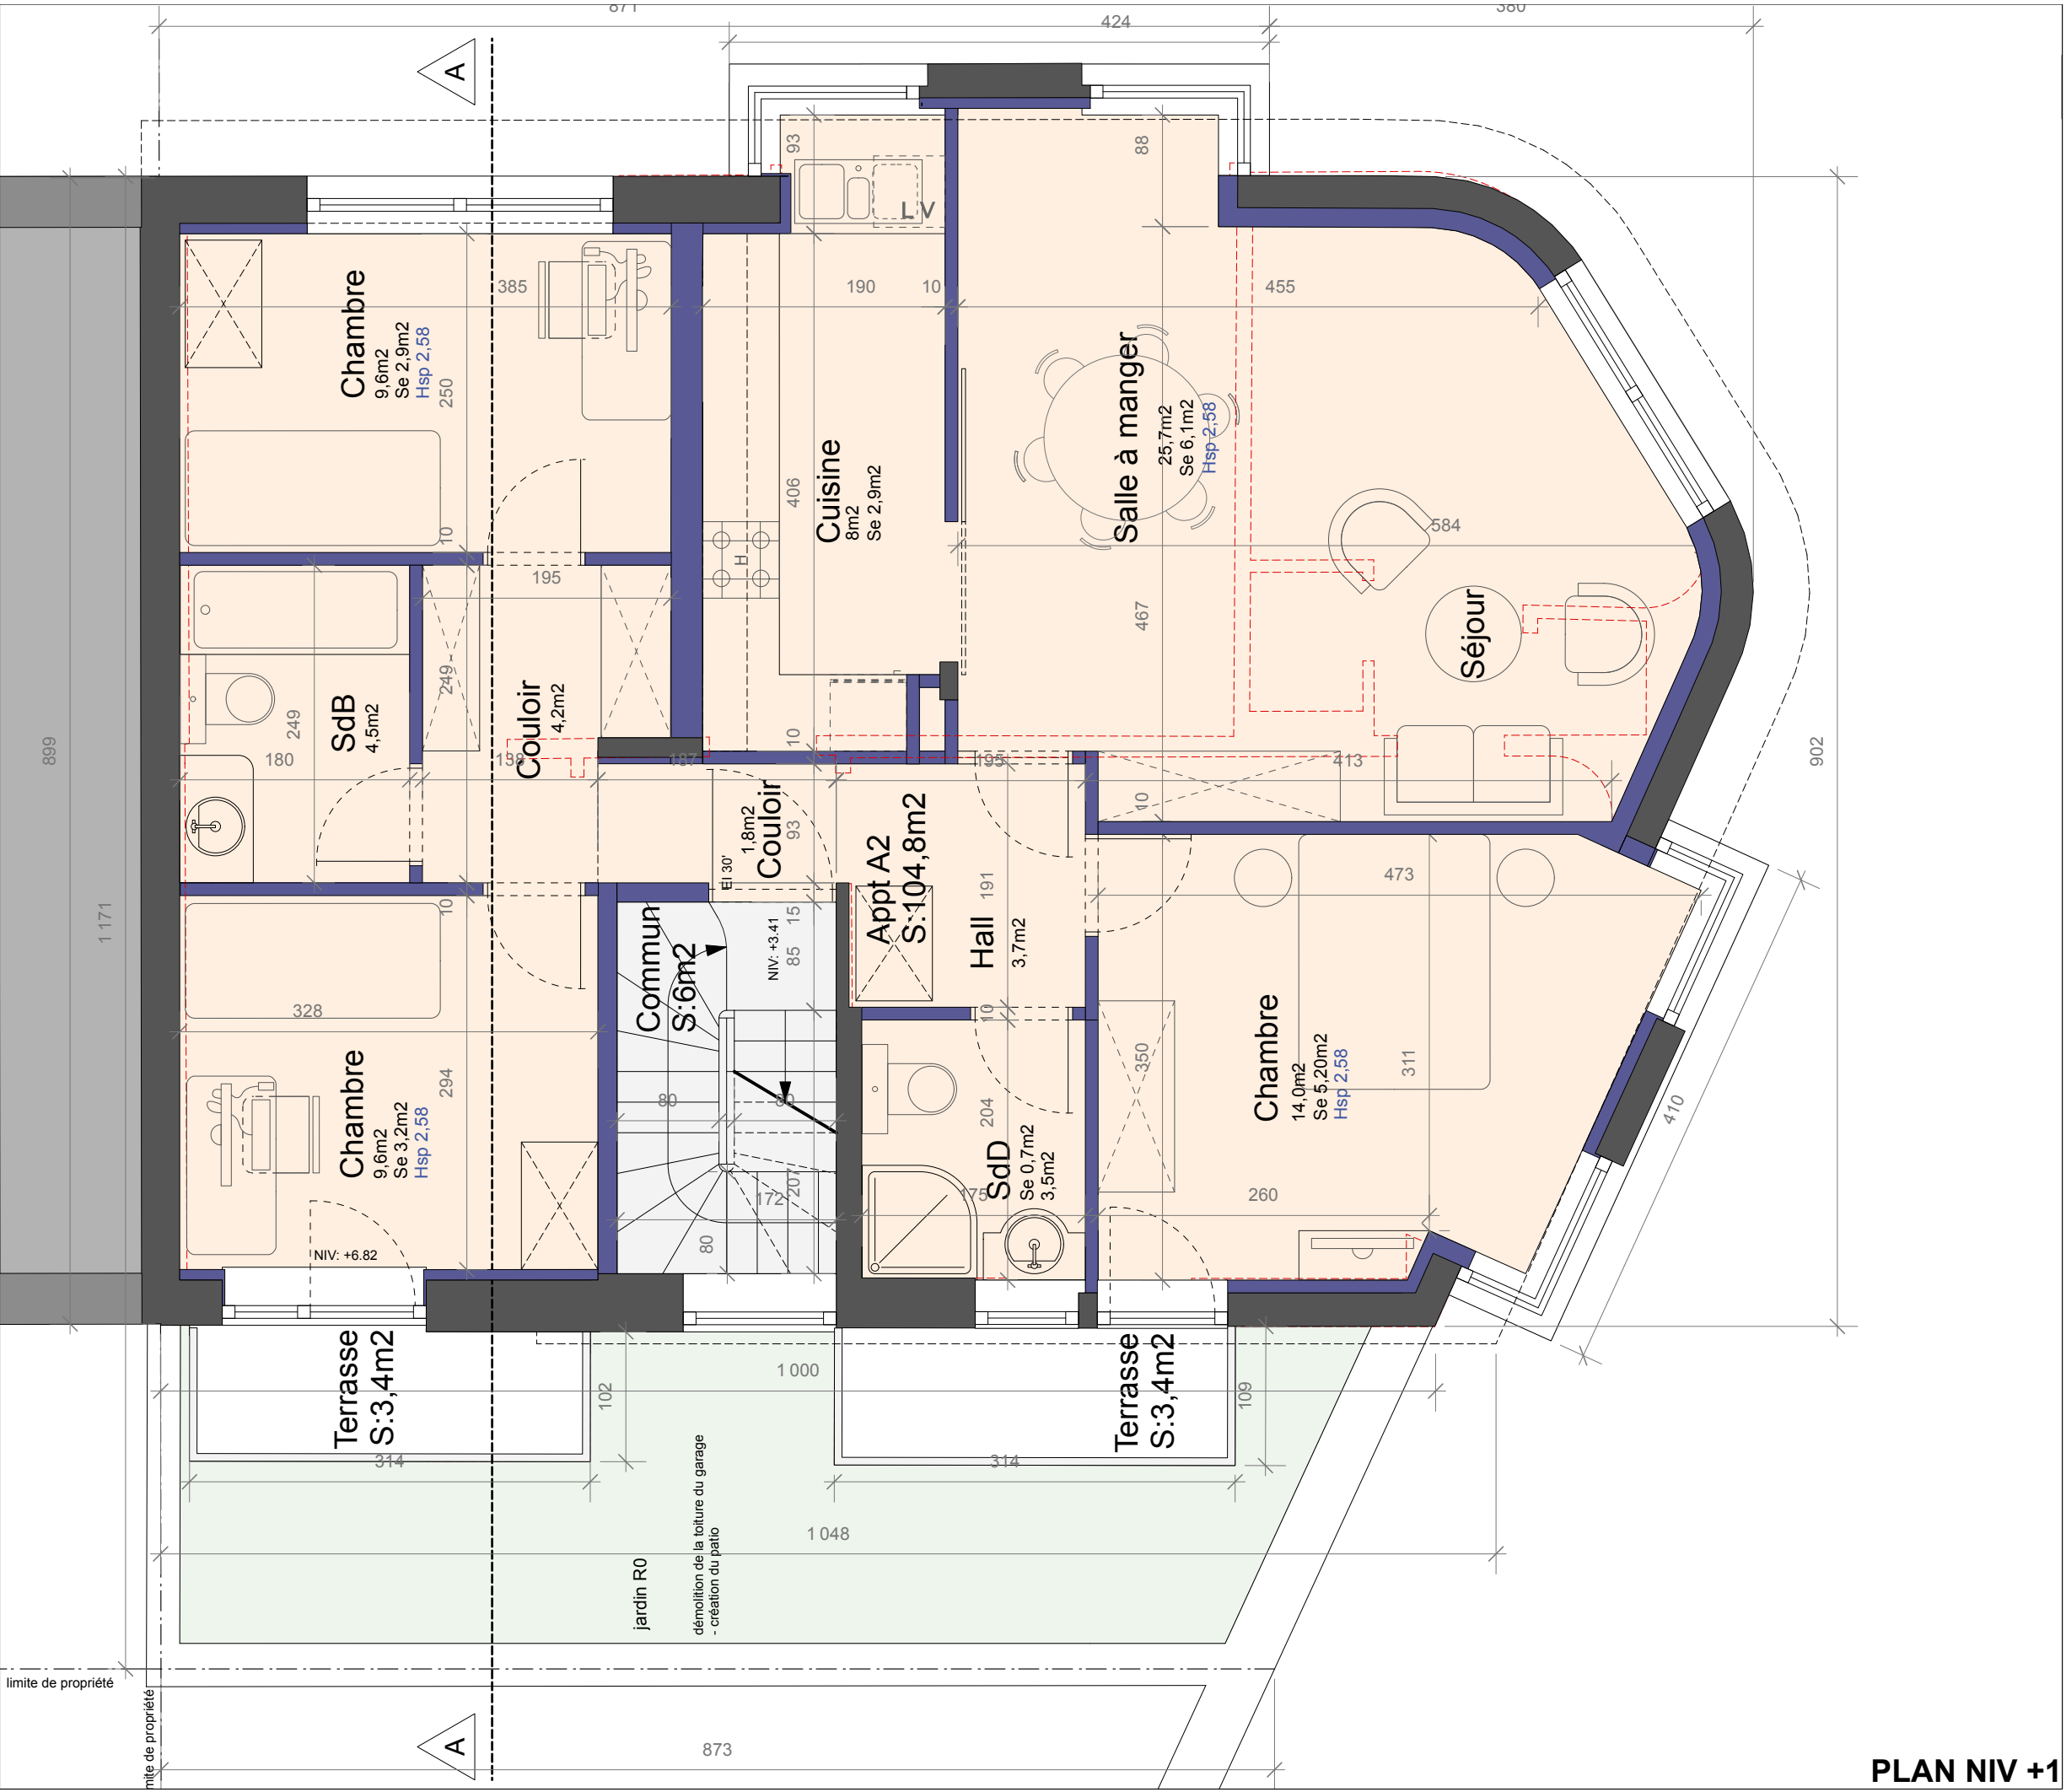 871
424
380
A
93
88
L V
Chambre
9,6m2
Se 2,9m2
Hsp 2,58
385
250
10
190
10
455
Cuisine
8m2
Se 2,9m2
406
H
Salle à manger
25,7m2
Se 6,1m2
Hsp 2,58
584
467
Séjour
195
249
SdB
4,5m2
249
180
Couloir
4,2m2
138
187
10
195
413
10
899
1 171
902
1,8m2
Couloir
93
EI 30'
Appt A2
S:104,8m2
191
Hall
3,7m2
473
10
15
85
NIV: +3.41
Commun
S:6m2
80
80
172
207
80
328
Chambre
9,6m2
Se 3,2m2
Hsp 2,58
294
NIV: +6.82
10
204
SdD
Se 0,7m2
3,5m2
175
350
Chambre
14,0m2
Se 5,20m2
Hsp 2,58
311
260
410
Terrasse
S:3,4m2
102
314
1 000
Terrasse
S:3,4m2
109
314
1 048
jardin R0
démolition de la toiture du garage
- création du patio
limite de propriété
mite de propriété
A
873
PLAN NIV +1